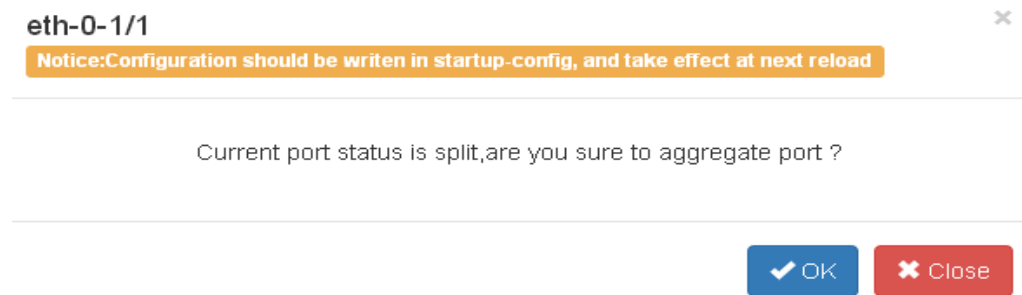 eth-0-1/1
Notice:Configuration should be writen in startup-config, and take effect at next reload
Current port status is split,are you sure to aggregate port ?
OK
Close